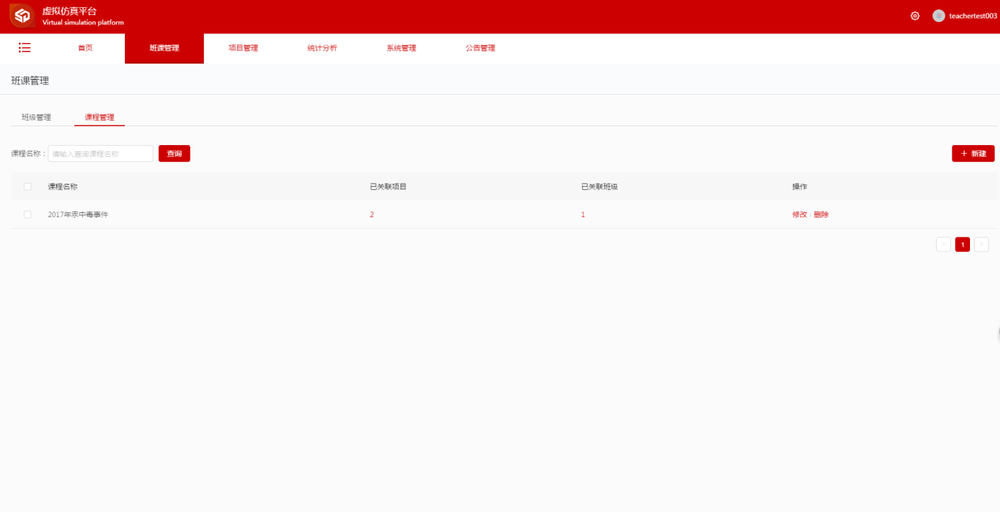 虚拟仿真平台
Virtual simulation platform
teachertest003
首页 班课管理 项目管理 统计分析 系统管理 公告管理
班课管理
班级管理 课程管理
课程名称： 请输入查询课程名称 查询 + 新建
课程名称 已关联项目 已关联班级 操作
2017年汞中毒事件 2 1 修改 删除
< 1 >